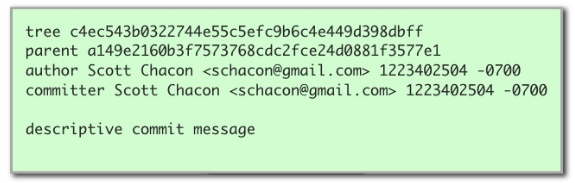 tree c4ec543b0322744e55c5efc9b6c4e449d398dbff
parent a149e2160b3f7573768cdc2fce24d0881f3577e1
author Scott Chacon <schacon@gmail.com> 1223402504 -0700
committer Scott Chacon <schacon@gmail.com> 1223402504 -0700
descriptive commit message